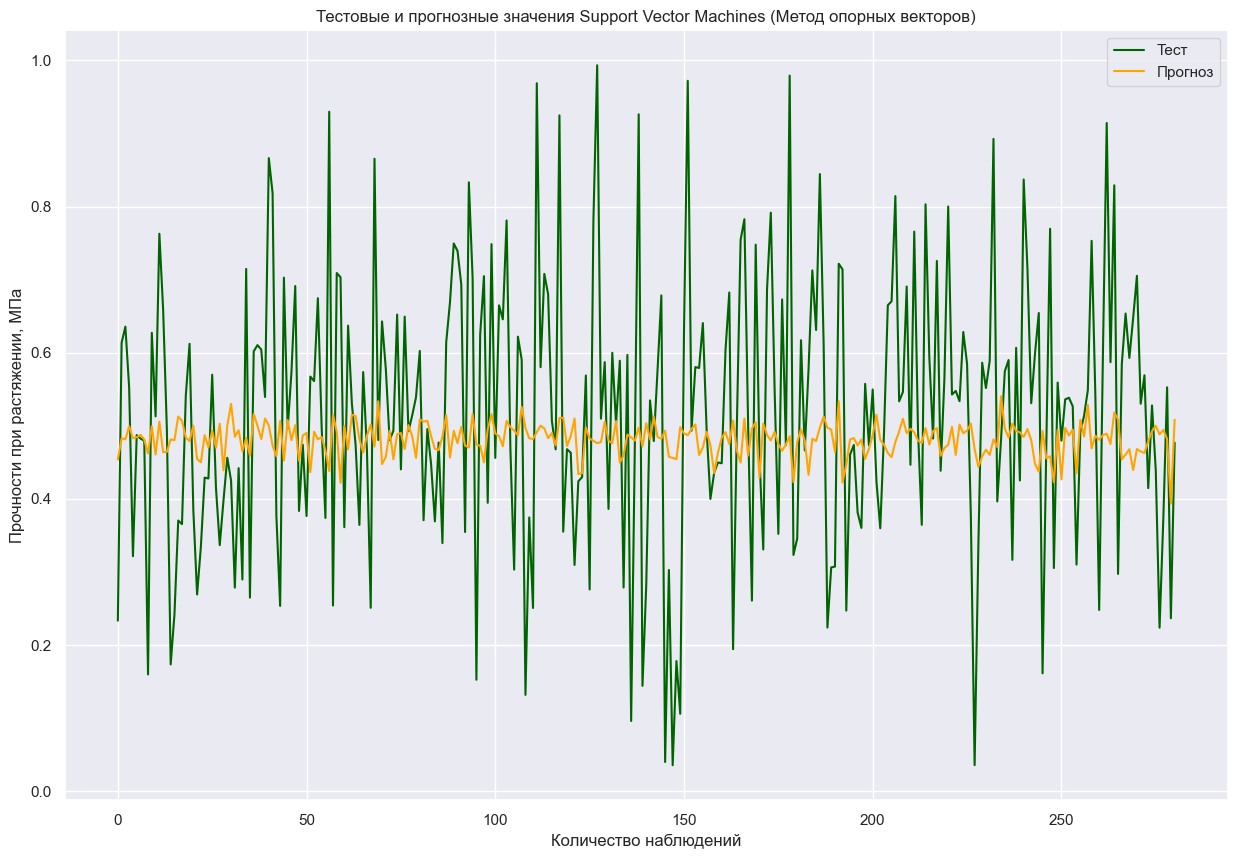 Тестовые и прогнозные значения Support Vector Machines (Метод опорных векторов)
Тест
Прогноз
1.0
0.8
0.6
0.4
0.2
0.0
Прочности при растяжении, МПа
0 50 100 150 200 250
Количество наблюдений